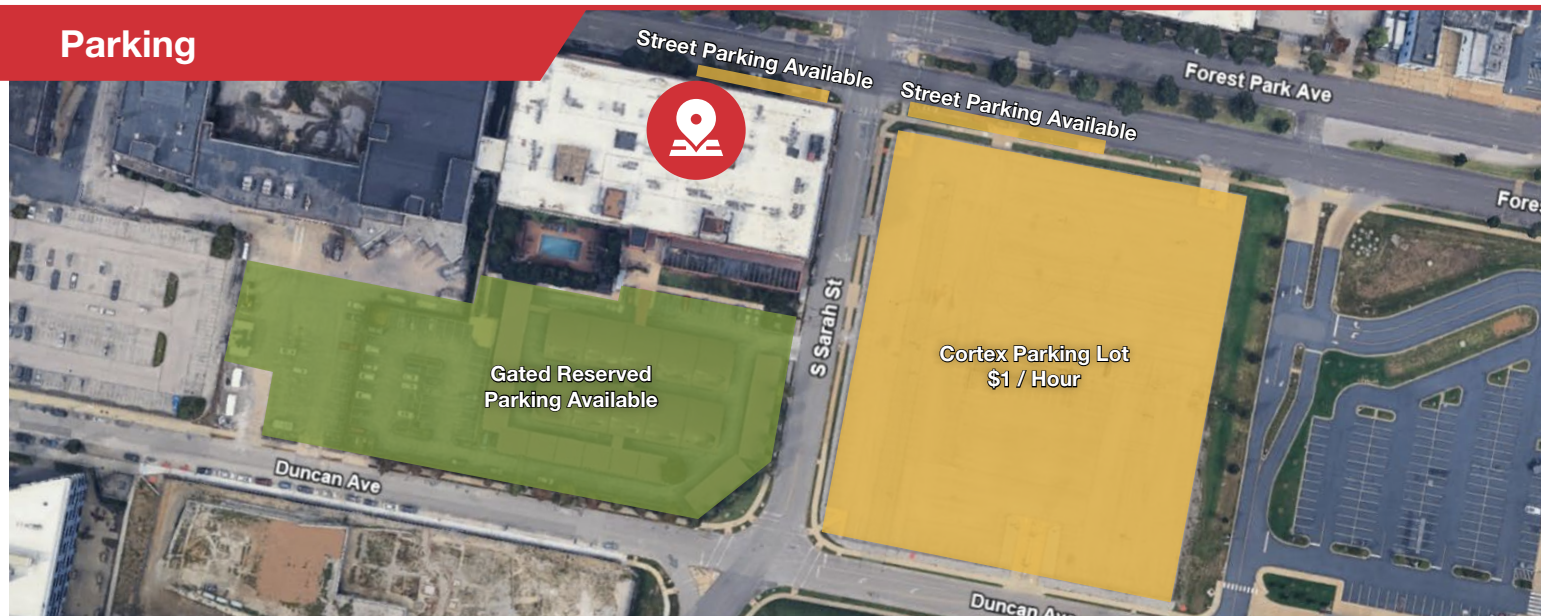 Parking
Street Parking Available
Street Parking Available
Forest Park Ave
Fores
S Sarah St
Cortex Parking Lot
$1 / Hour
Gated Reserved
Parking Available
Duncan Ave
Duncan Ave